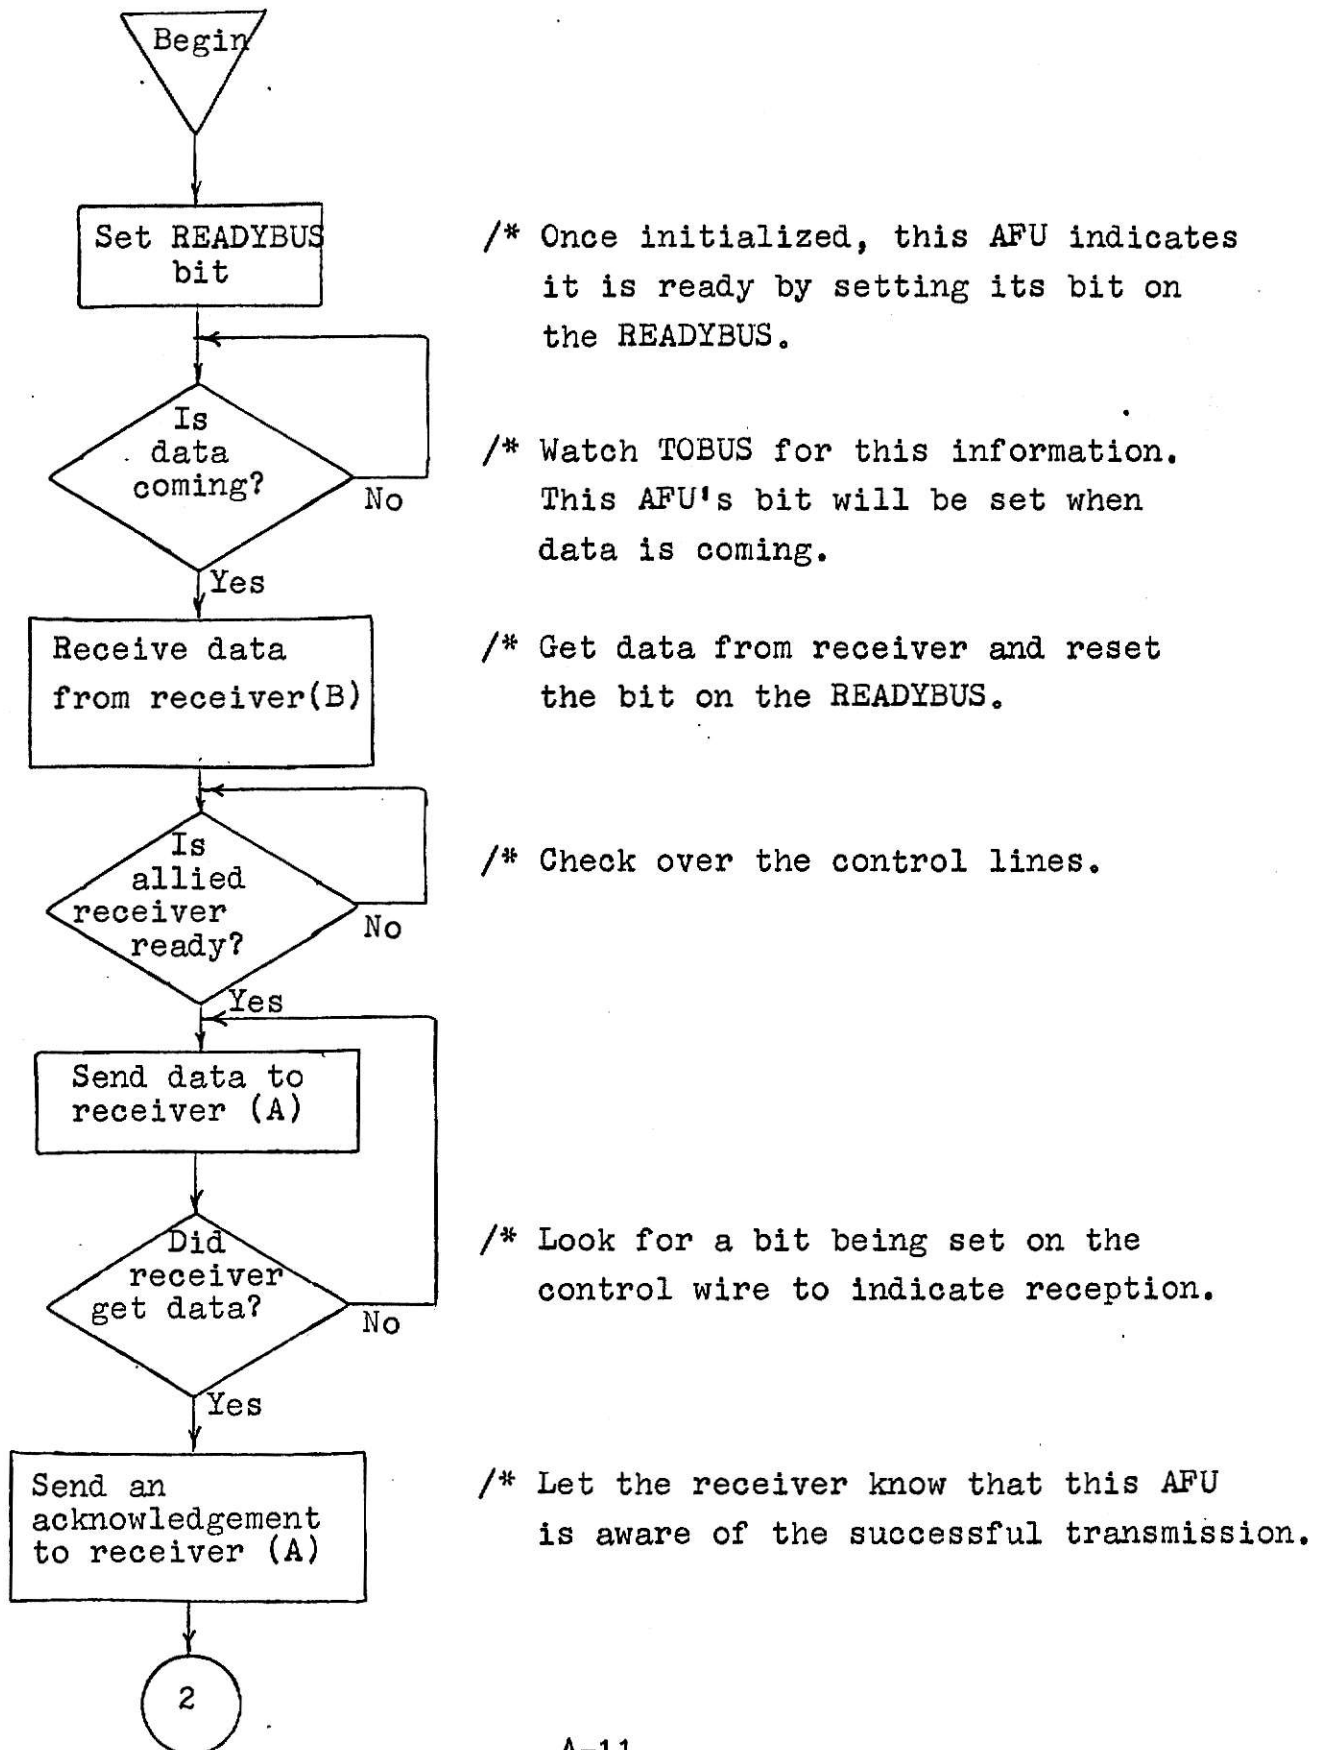 Begin
Set READYBUS
bit
/* Once initialized, this AFU indicates
it is ready by setting its bit on
the READYBUS.
Is
data
coming?
No
/* Watch TOBUS for this information.
This AFU's bit will be set when
data is coming.
Yes
Receive data
from receiver(B)
/* Get data from receiver and reset
the bit on the READYBUS.
Is
allied
receiver
ready?
No
/* Check over the control lines.
Yes
Send data to
receiver (A)
Did
receiver
get data?
No
/* Look for a bit being set on the
control wire to indicate reception.
Yes
Send an
acknowledgement
to receiver (A)
/* Let the receiver know that this AFU
is aware of the successful transmission.
2
A-11